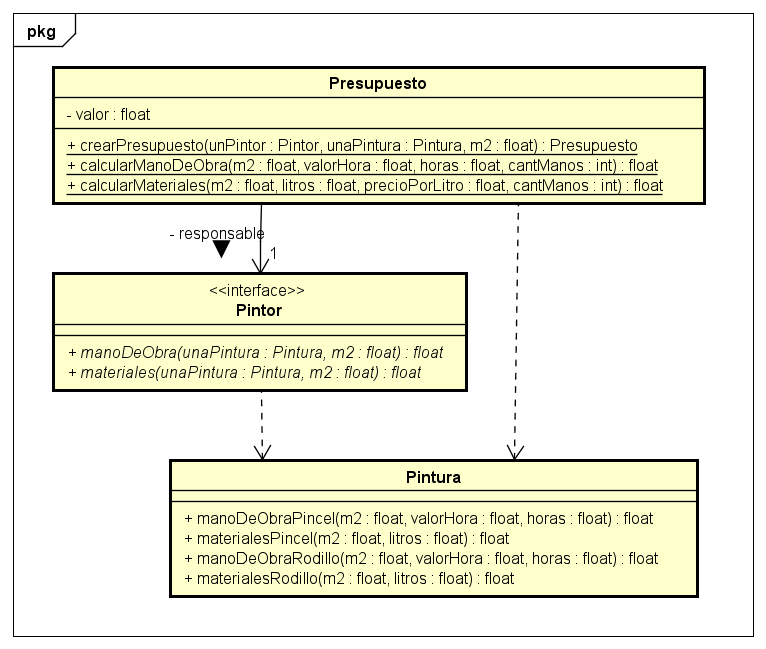 pkg
Presupuesto
- valor : float
+ crearPresupuesto(unPintor : Pintor, unaPintura : Pintura, m2 : float) : Presupuesto
+ calcularManoDeObra(m2 : float, valorHora : float, horas : float, cantManos : int) : float
+ calcularMateriales(m2 : float, litros : float, precioPorLitro : float, cantManos : int) : float
- responsable
1
<<interface>>
Pintor
+ manoDeObra(unaPintura : Pintura, m2 : float) : float
+ materiales(unaPintura : Pintura, m2 : float) : float
Pintura
+ manoDeObraPincel(m2 : float, valorHora : float, horas : float) : float
+ materialesPincel(m2 : float, litros : float) : float
+ manoDeObraRodillo(m2 : float, valorHora : float, horas : float) : float
+ materialesRodillo(m2 : float, litros : float) : float